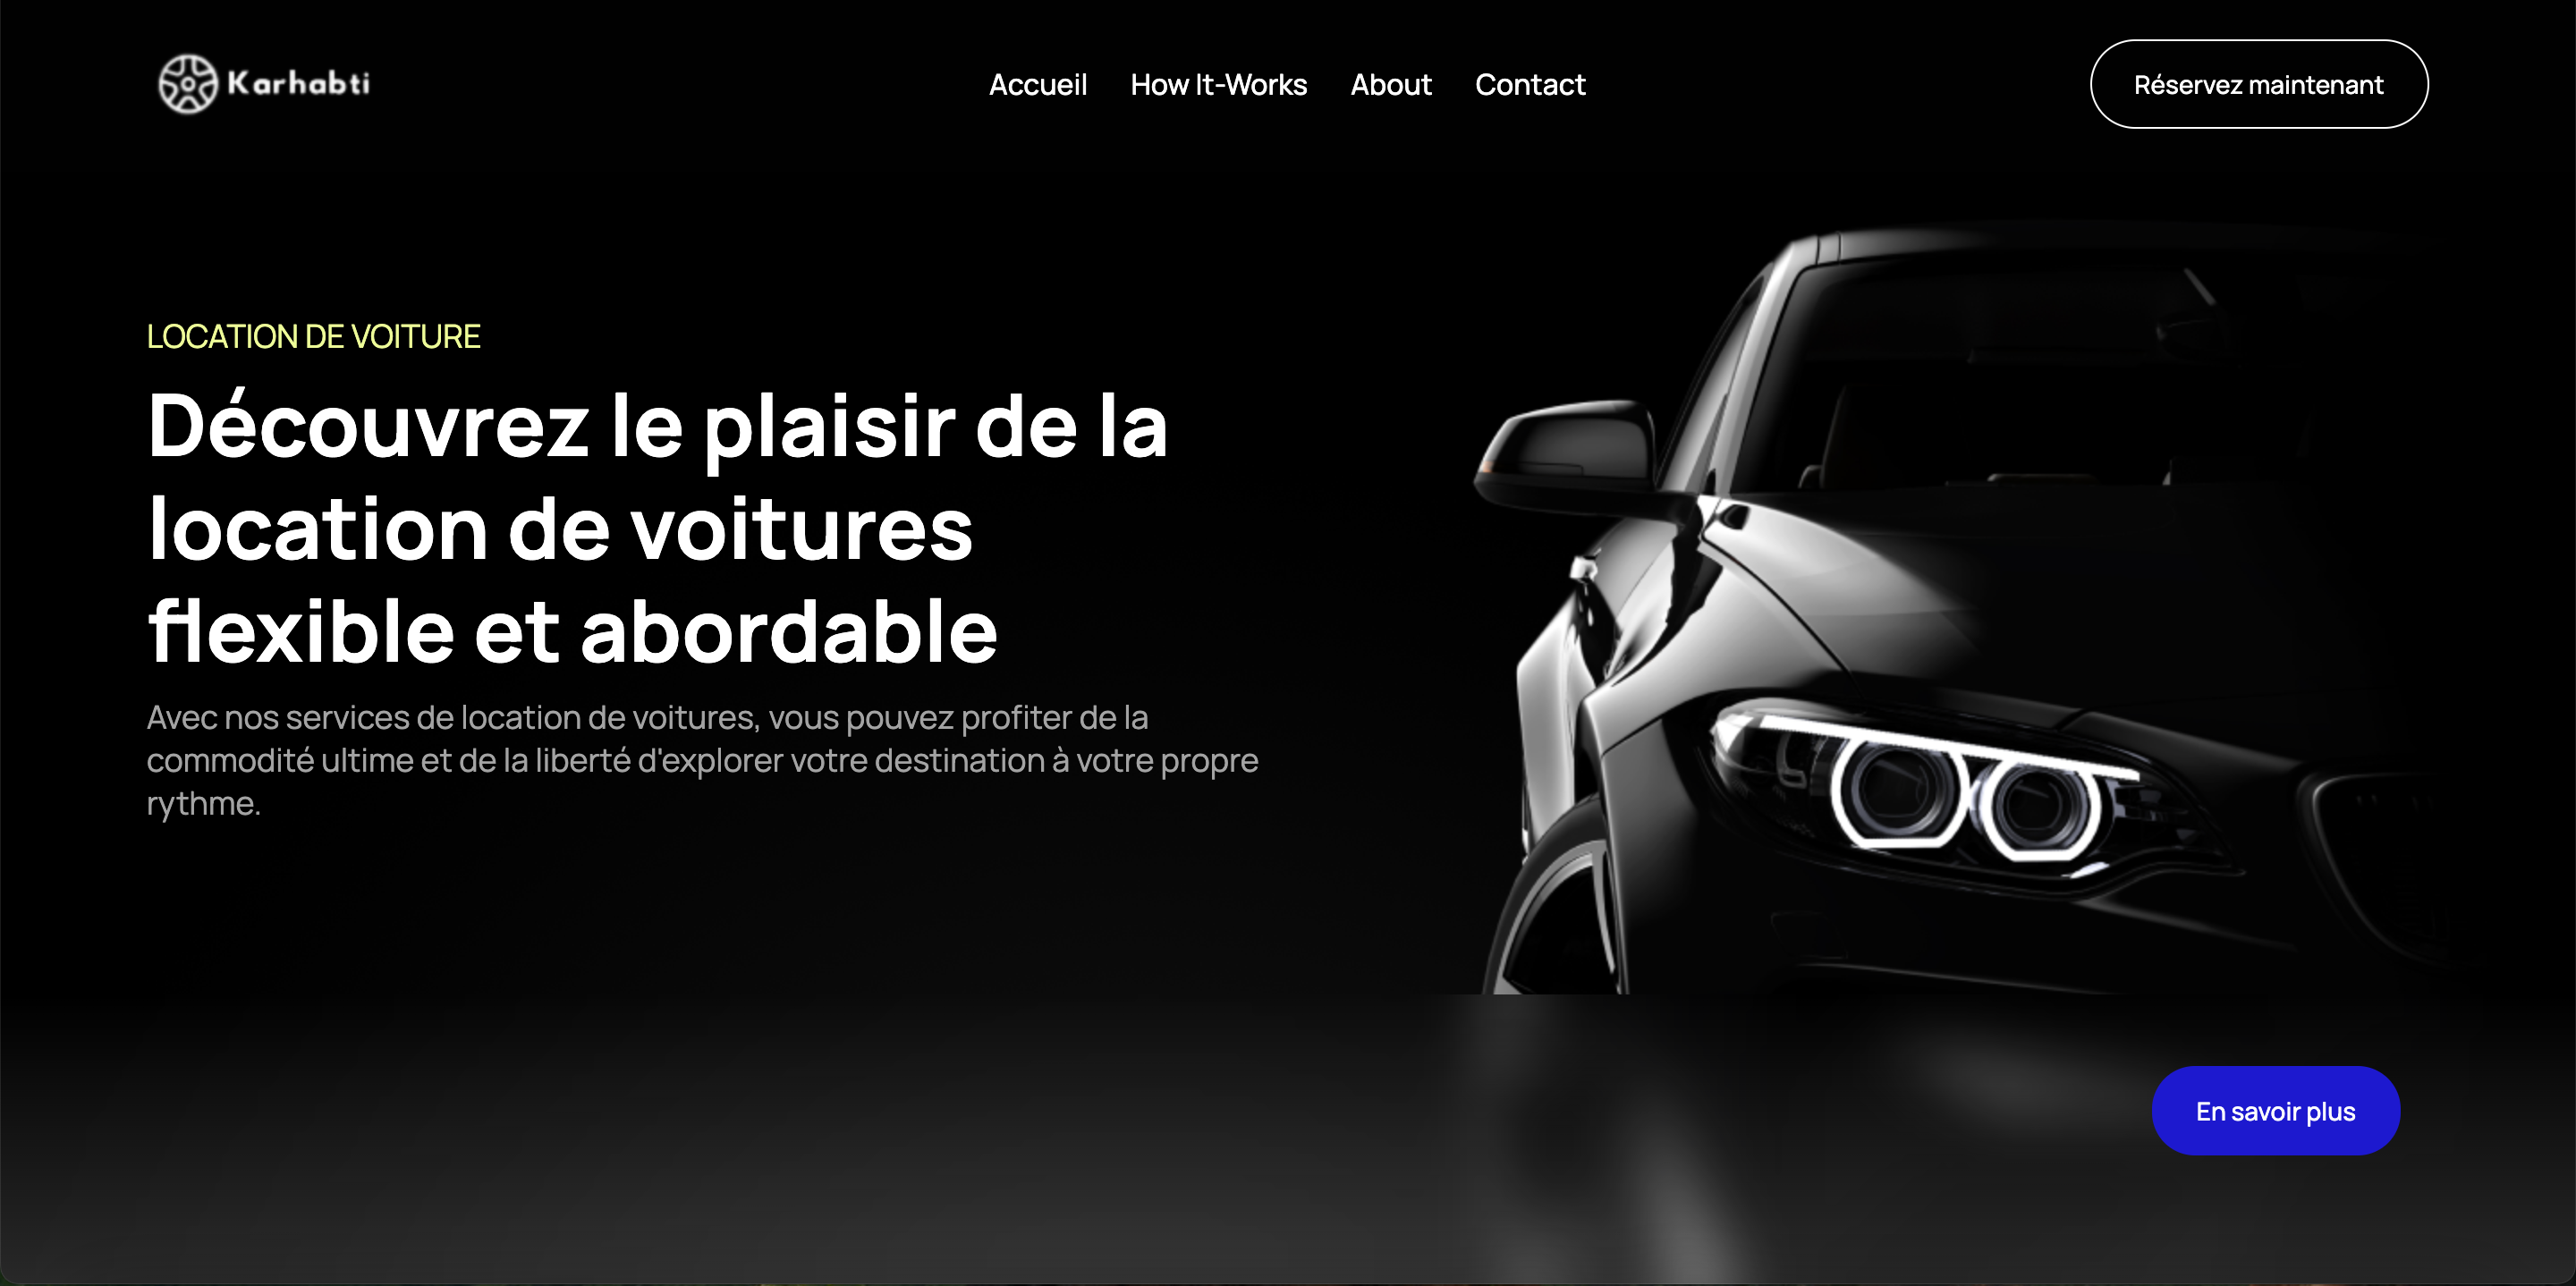 Karhabti
Accueil How It-Works About Contact
Réservez maintenant
LOCATION DE VOITURE
Découvrez le plaisir de la
location de voitures
flexible et abordable
Avec nos services de location de voitures, vous pouvez profiter de la
commodité ultime et de la liberté d'explorer votre destination à votre propre
rythme.
En savoir plus